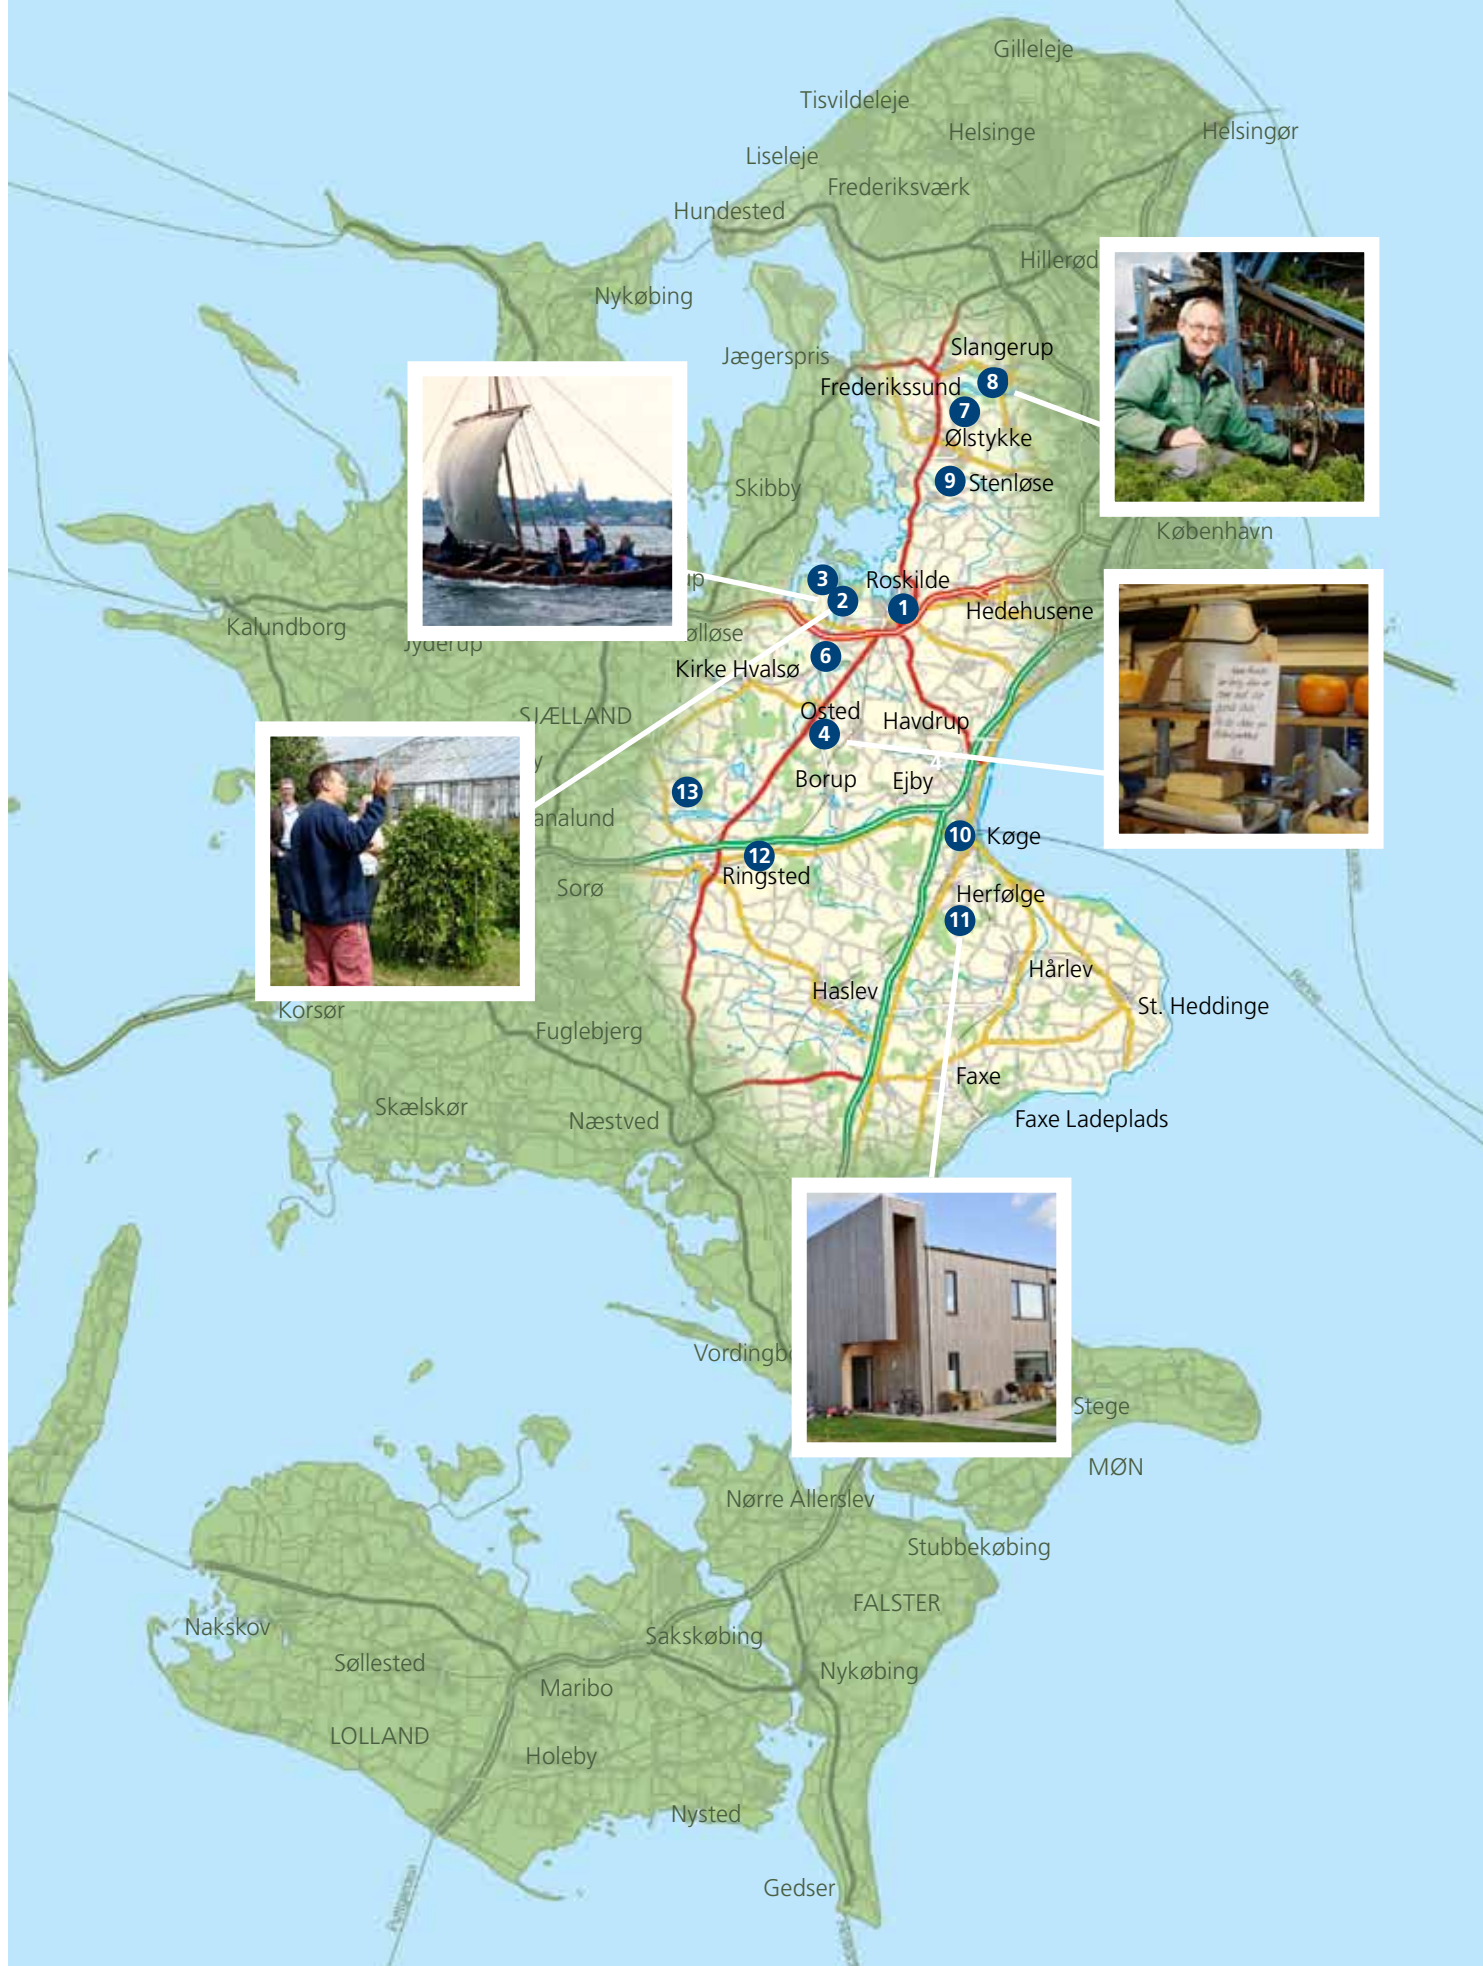 Gilleleje
Tisvildeleje
Helsinge
Helsingør
Liseleje
Frederiksværk
Hundested
Hillerød
Nykøbing
Slangerup
Jægerspris
Frederikssund
8
7
Ølstykke
9 Stenløse
Skibby
København
3
Roskilde
2
1
Hedehusene
Kalundborg
Jyderup
6
Kirke Hvalsø
SJÆLLAND
Osted
Havdrup
4
Borup
Ejby
13
10 Køge
12
Ringsted
Sorø
Herfølge
11
Hårlev
Haslev
St. Heddinge
Korsør
Fuglebjerg
Faxe
Skælskør
Næstved
Faxe Ladeplads
Stege
MØN
Nørre Allerslev
Stubbekøbing
FALSTER
Nakskov
Sakskøbing
Søllested
Nykøbing
Maribo
LOLLAND
Holeby
Nysted
Gedser